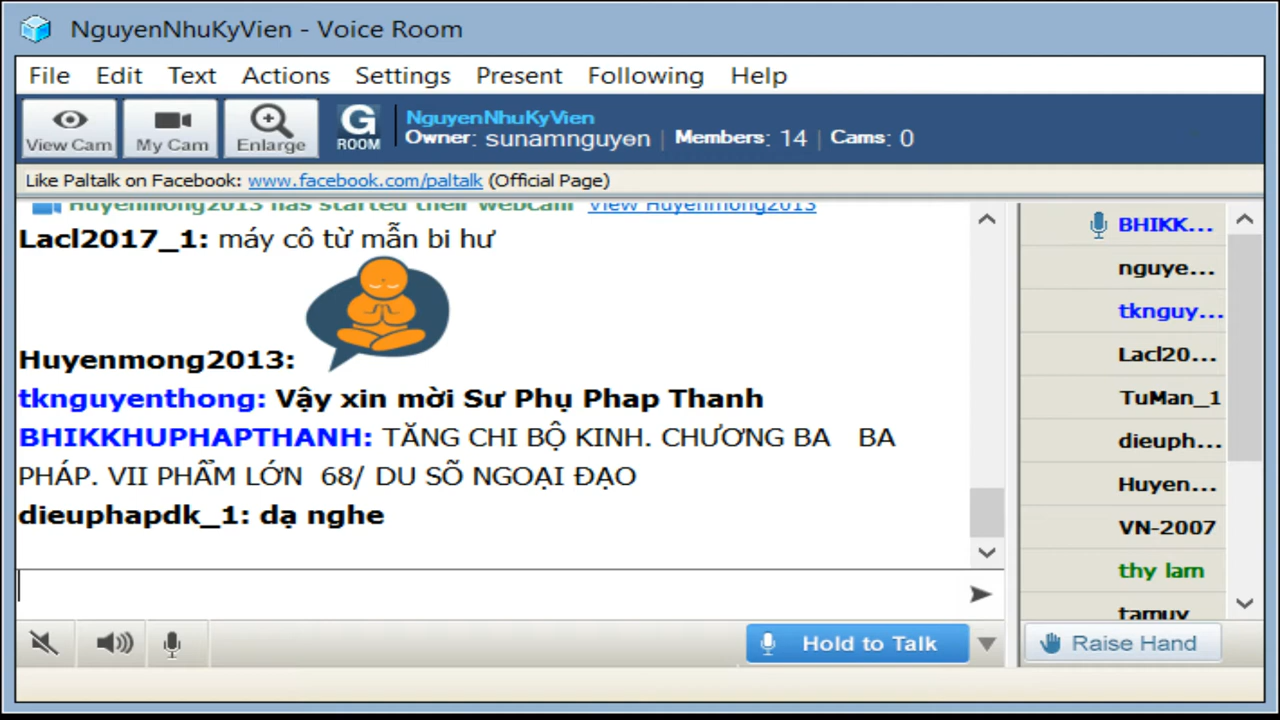 NguyenNhuKyVien - Voice Room
File Edit Text Actions Settings Present Following Help
View Cam My Cam Enlarge G ROOM
NguyenNhuKyVien
Owner: sunamnguyen | Members: 14 | Cams: 0
Like Paltalk on Facebook: www.facebook.com/paltalk (Official Page)
Huyenmong2013 has started their webcam View Huyenmong2013
Lacl2017_1: máy cô từ mẫn bi hư
Huyenmong2013:
tknguyenthong: Vậy xin mời Sư Phụ Phap Thanh
BHIKKHUPHAPTHANH: TĂNG CHI BỘ KINH. CHƯƠNG BA BA
PHÁP. VII PHẨM LỚN 68/ DU SÕ NGOẠI ĐẠO
dieuphapdk_1: dạ nghe
BHIKK...
nguye...
tknguy...
Lacl20...
TuMan_1
dieuph...
Huyen...
VN-2007
thy lam
tamuy
Hold to Talk
Raise Hand